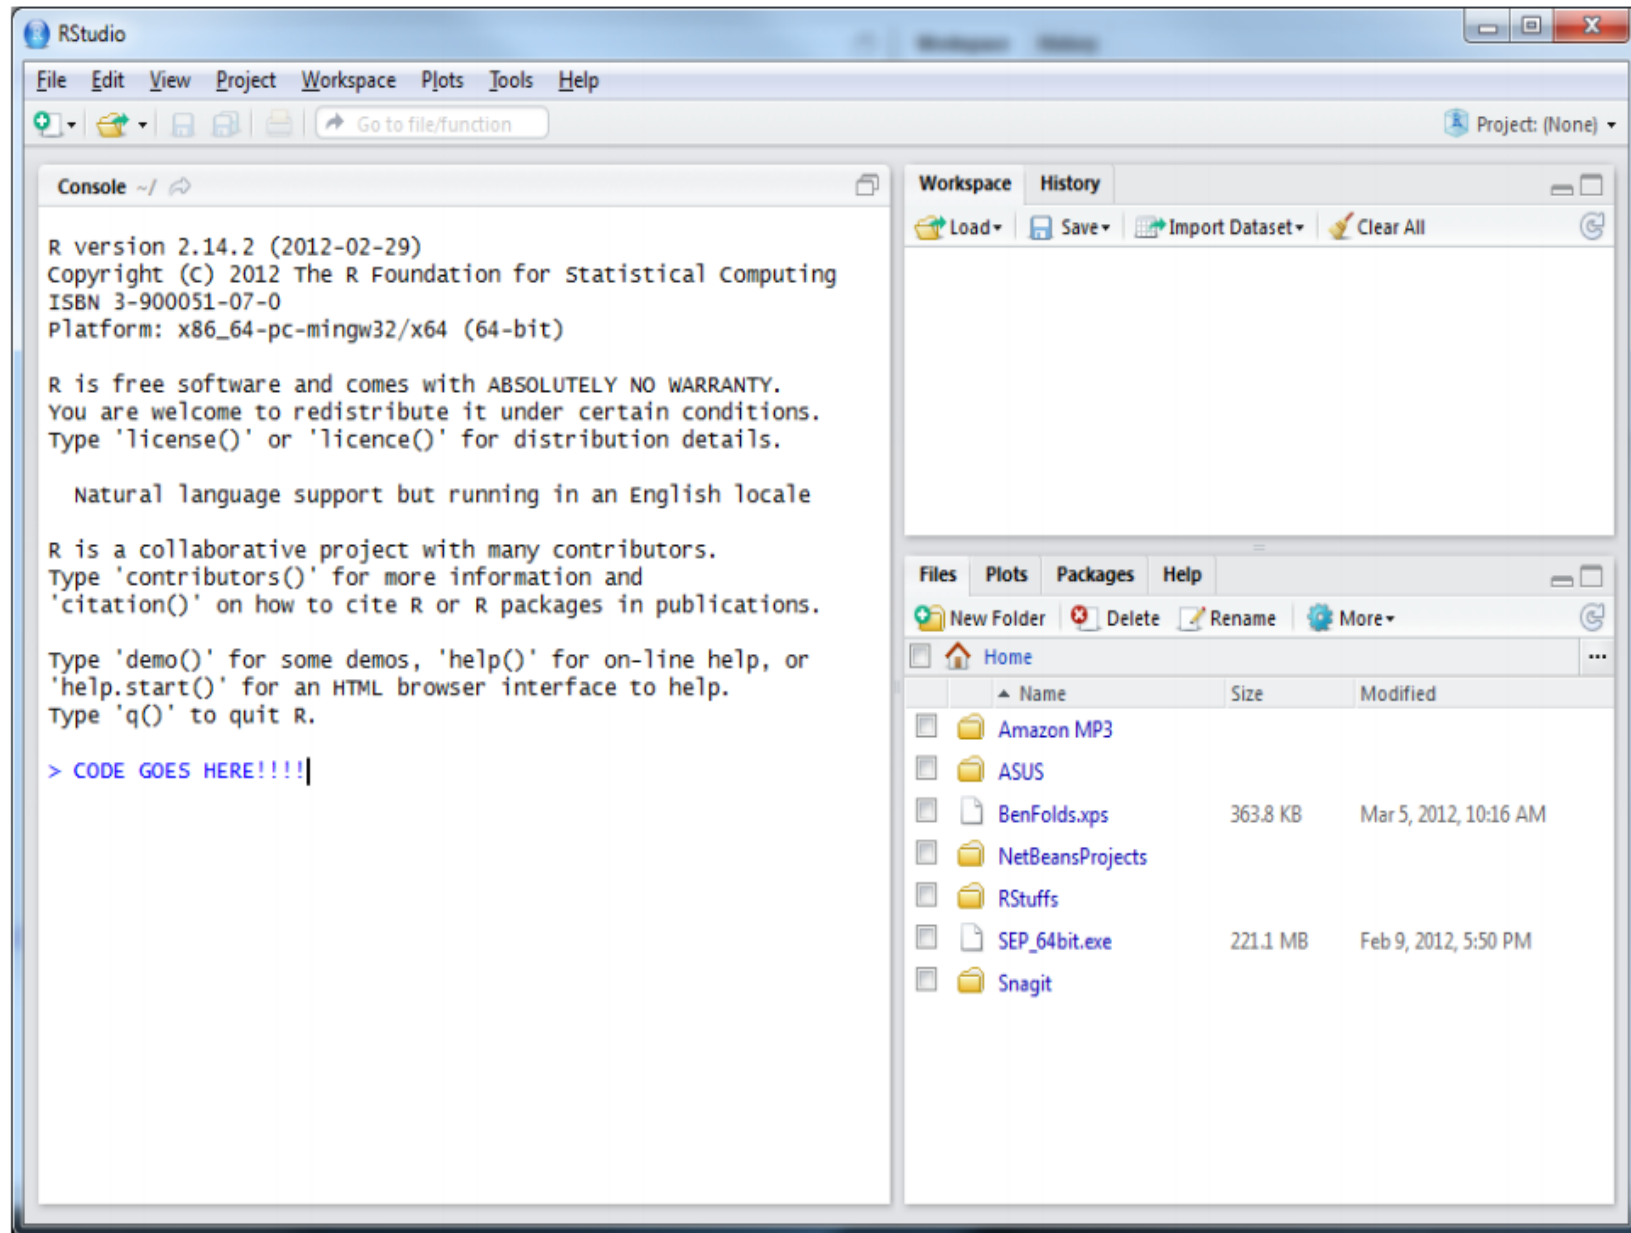 RStudio
Workspace History
File Edit View Project Workspace Plots Tools Help
Go to file/function
Project: (None)
Console ~/
R version 2.14.2 (2012-02-29)
Copyright (C) 2012 The R Foundation for Statistical Computing
ISBN 3-900051-07-0
Platform: x86_64-pc-mingw32/x64 (64-bit)
R is free software and comes with ABSOLUTELY NO WARRANTY.
You are welcome to redistribute it under certain conditions.
Type 'license()' or 'licence()' for distribution details.
Natural language support but running in an English locale
R is a collaborative project with many contributors.
Type 'contributors()' for more information and
'citation()' on how to cite R or R packages in publications.
Type 'demo()' for some demos, 'help()' for on-line help, or
'help.start()' for an HTML browser interface to help.
Type 'q()' to quit R.
> CODE GOES HERE!!!!
Workspace History
Load Save Import Dataset Clear All
Files Plots Packages Help
New Folder Delete Rename More
Home ...
Name Size Modified
Amazon MP3
ASUS
BenFolds.xps 363.8 KB Mar 5, 2012, 10:16 AM
NetBeansProjects
RStuffs
SEP_64bit.exe 221.1 MB Feb 9, 2012, 5:50 PM
Snagit